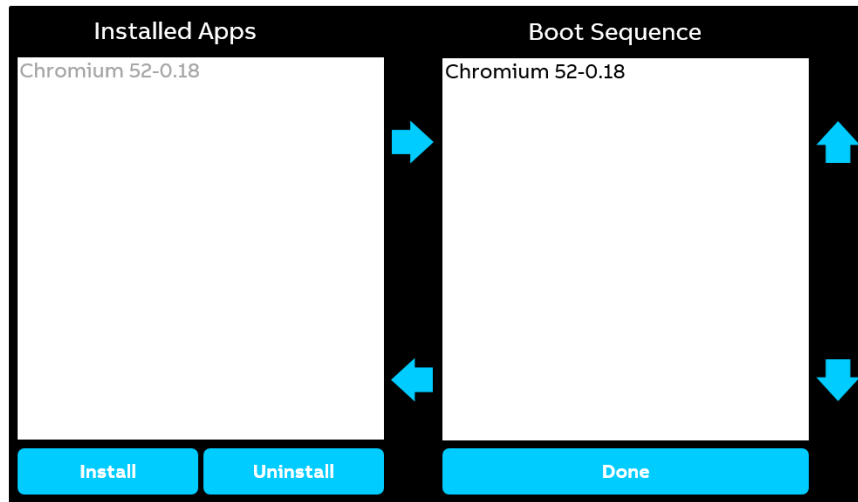 Installed Apps
Boot Sequence
Chromium 52-0.18
Chromium 52-0.18
Install
Uninstall
Done